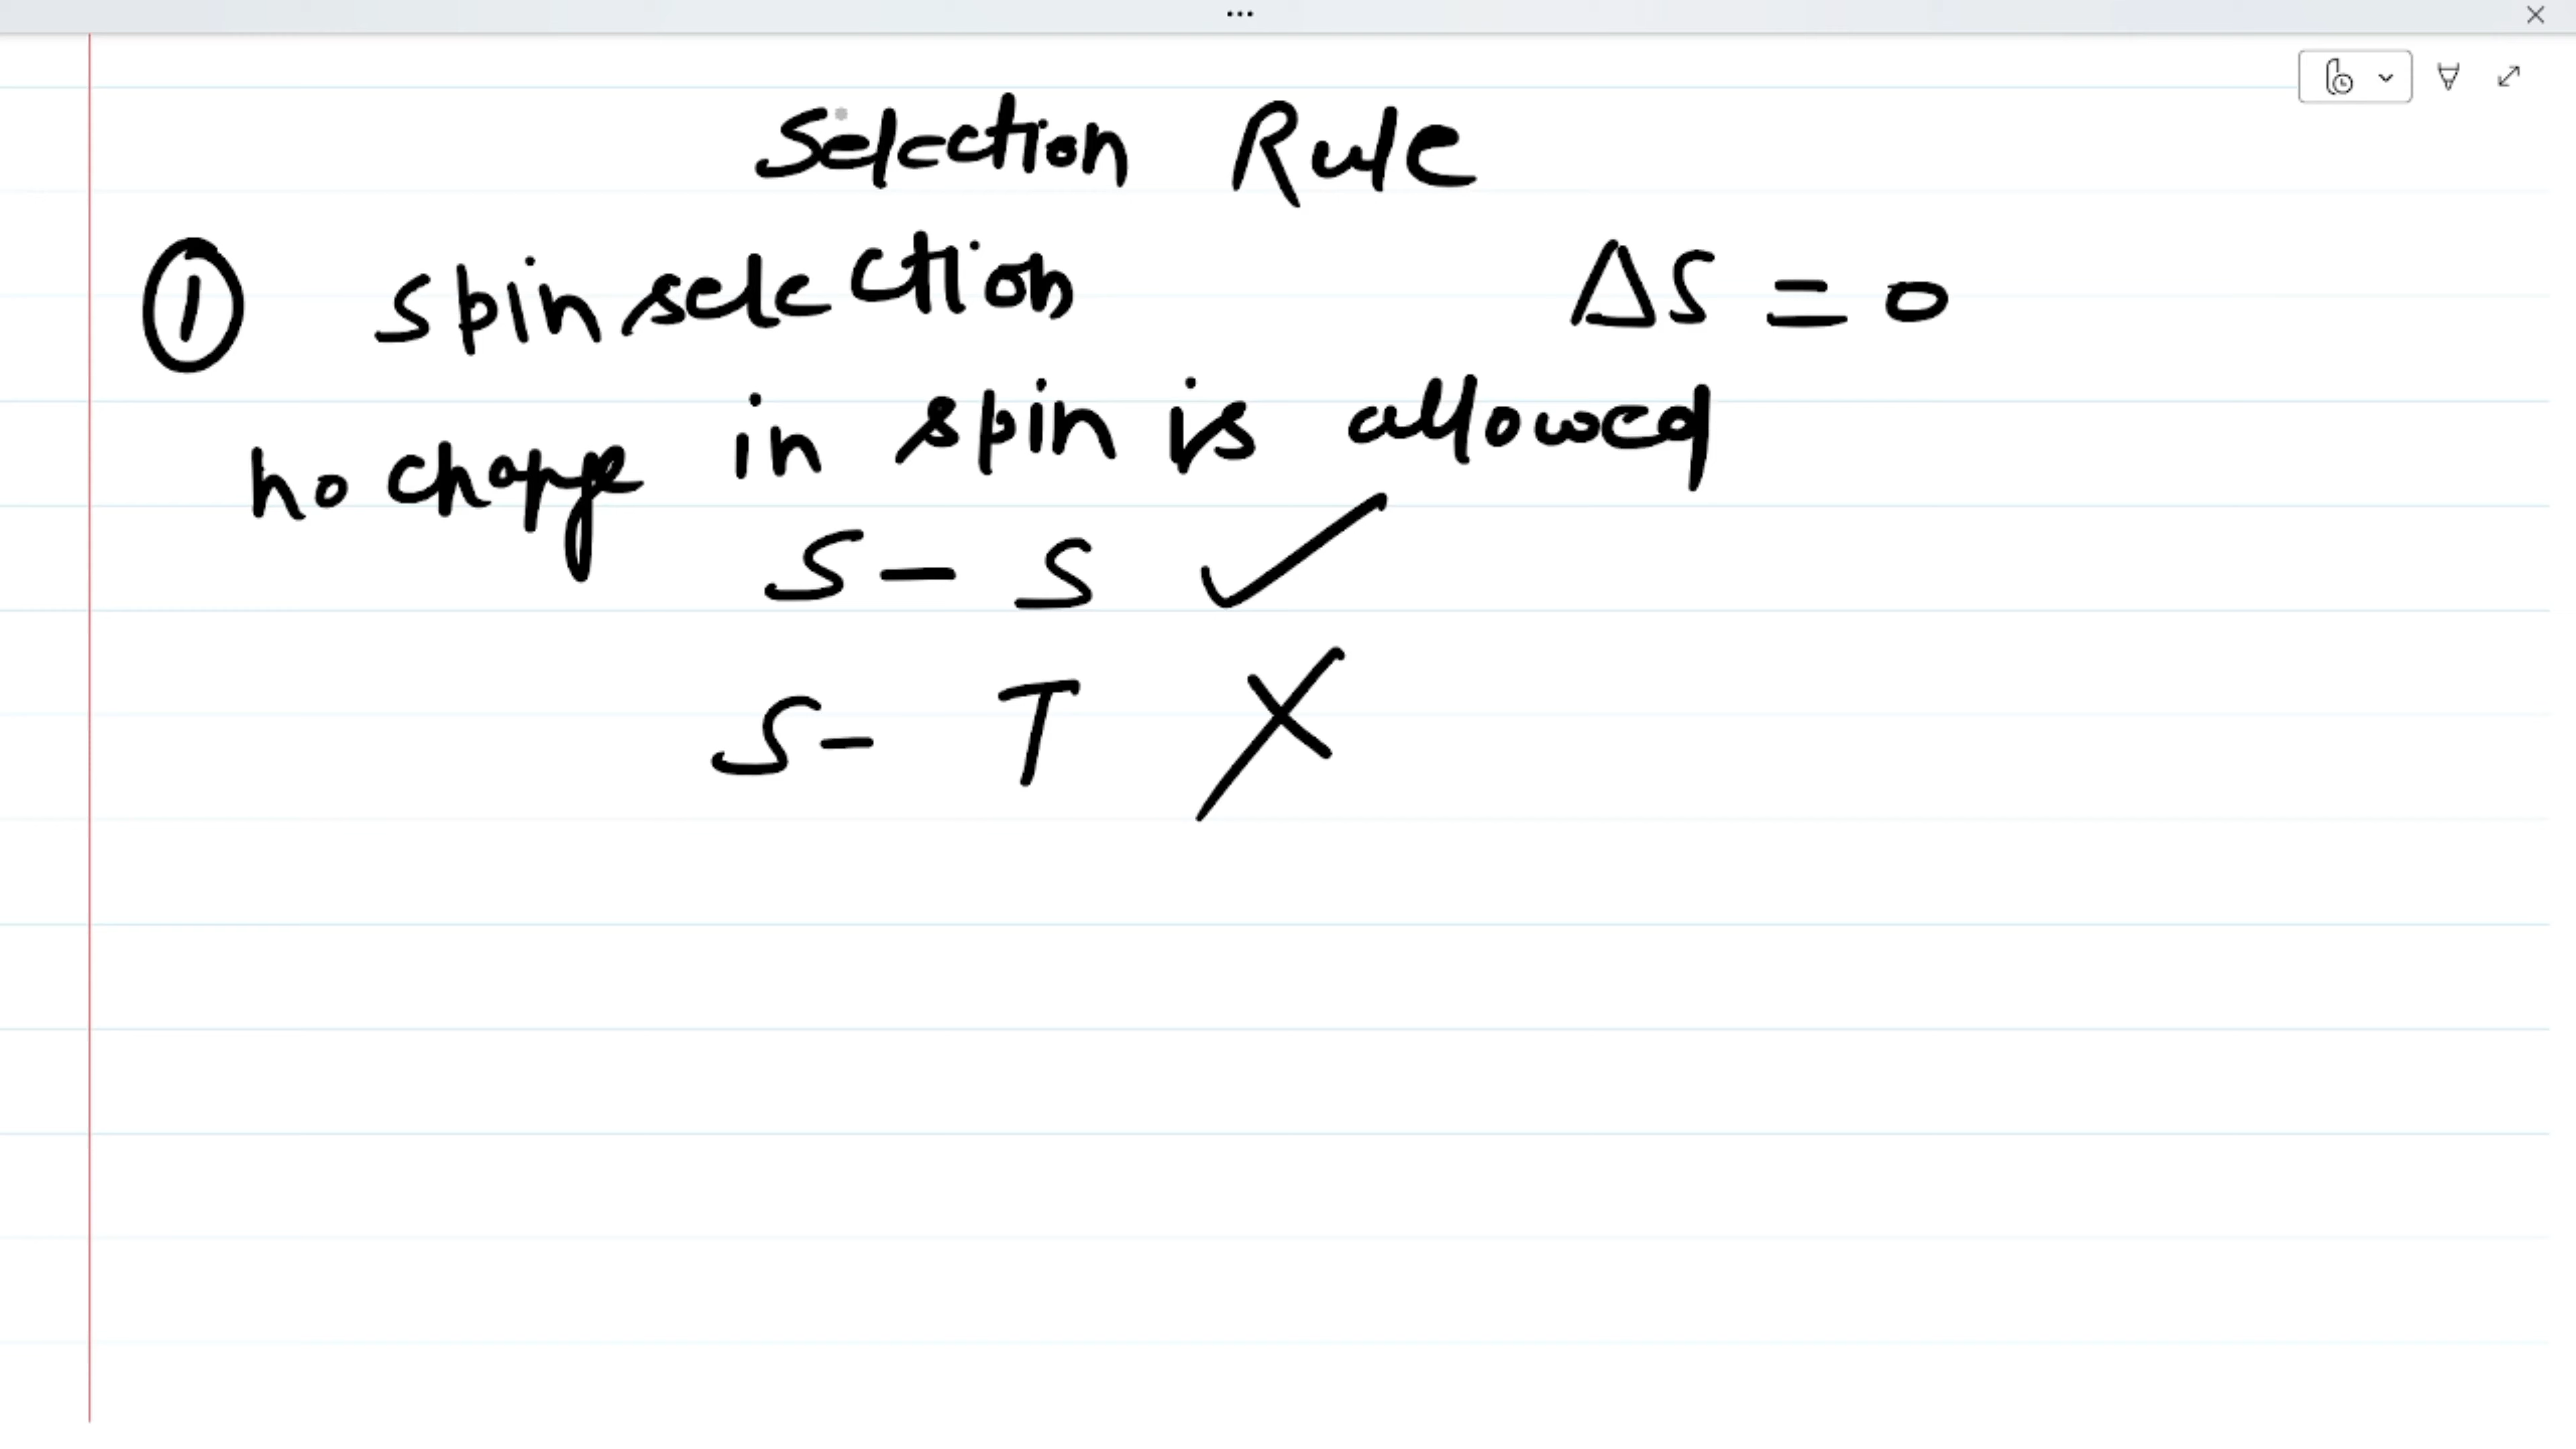 Selection Rule
① spin selection ΔS = 0
no change in spin is allowed
S - S ✓
S - T X